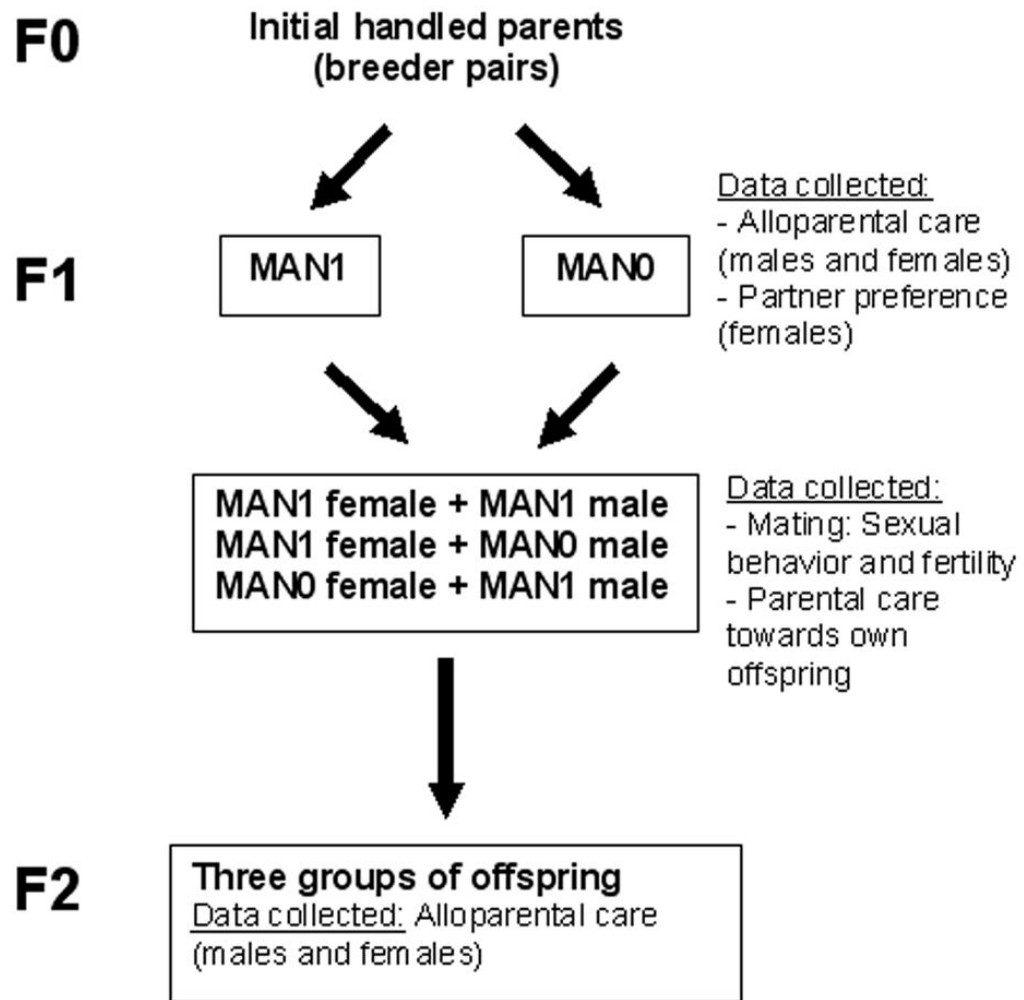 F0
Initial handled parents
(breeder pairs)
F1
MAN1
MAN0
Data collected:
- Alloparental care
(males and females)
- Partner preference
(females)
MAN1 female + MAN1 male
MAN1 female + MAN0 male
MAN0 female + MAN1 male
Data collected:
- Mating: Sexual
behavior and fertility
- Parental care
towards own
offspring
F2
Three groups of offspring
Data collected: Alloparental care
(males and females)